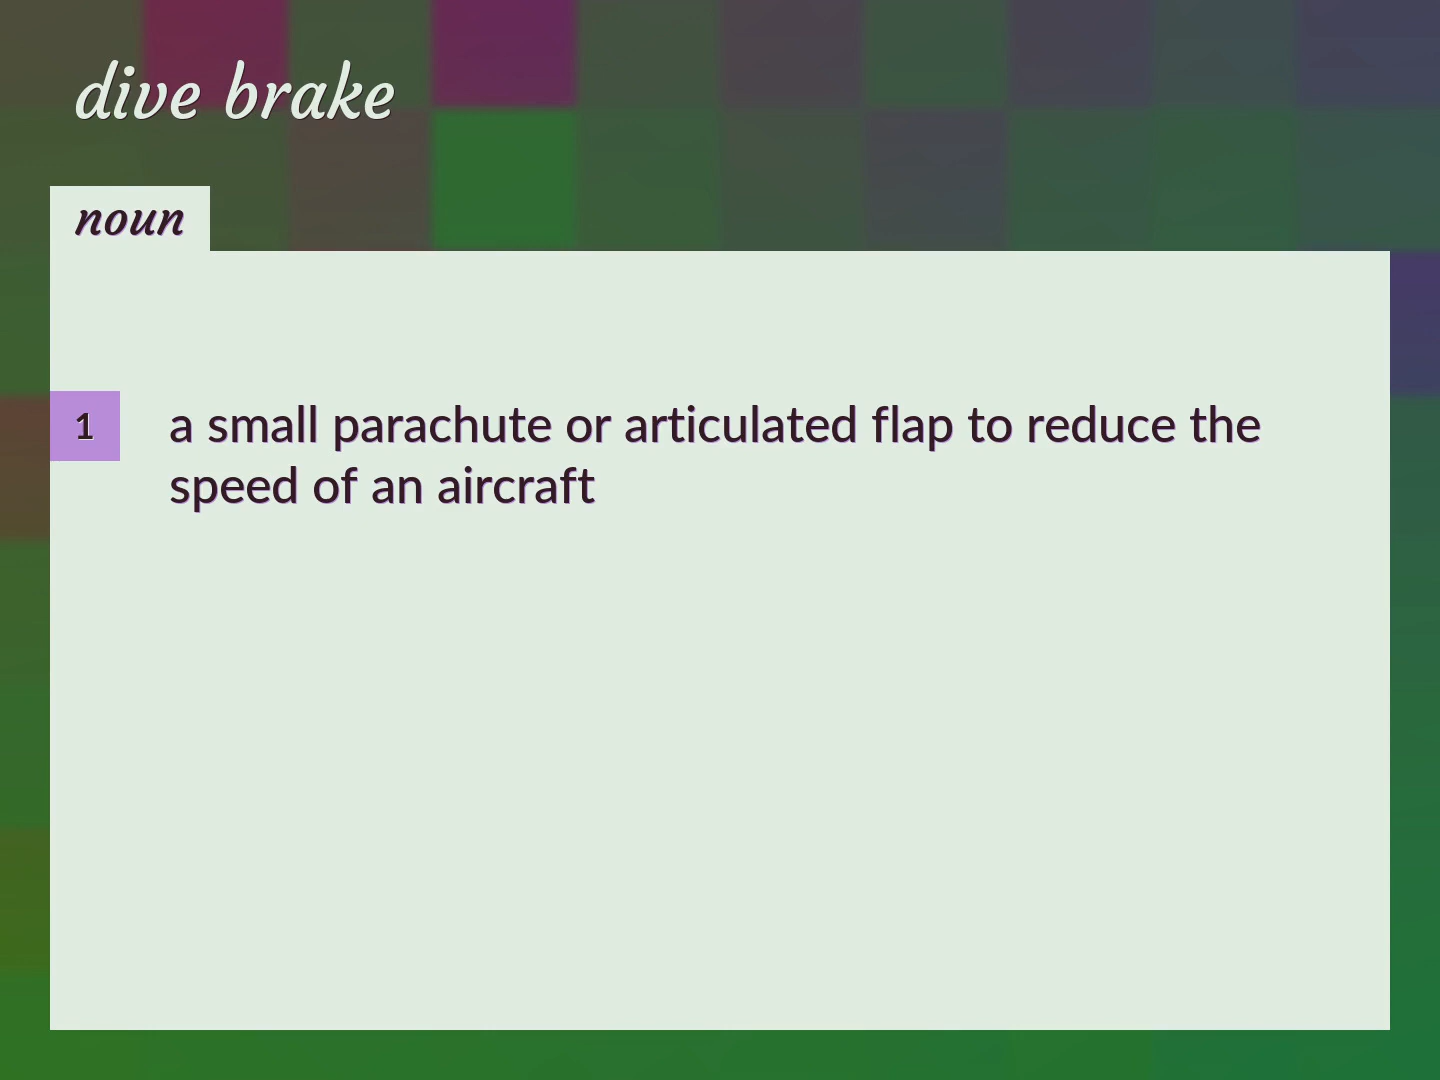 dive brake
noun
1
a small parachute or articulated flap to reduce the
speed of an aircraft